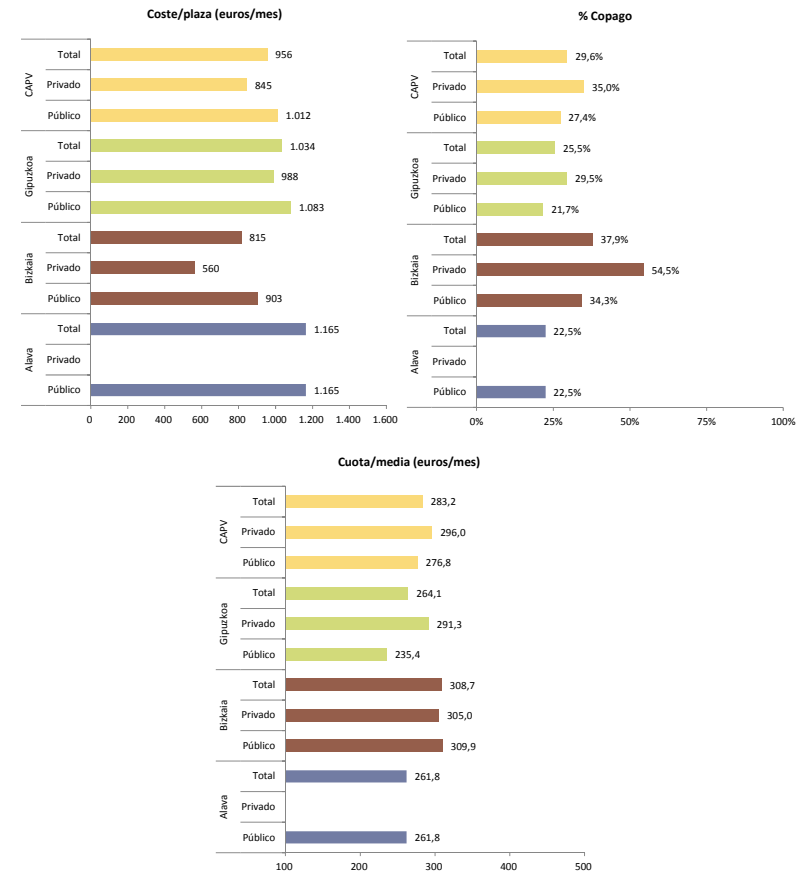 Coste/plaza (euros/mes)
CAPV
Total 956
Privado 845
Público 1.012
Gipuzkoa
Total 1.034
Privado 988
Público 1.083
Bizkaia
Total 815
Privado 560
Público 903
Alava
Total 1.165
Privado
Público 1.165
0 200 400 600 800 1.000 1.200 1.400 1.600
% Copago
CAPV
Total 29,6%
Privado 35,0%
Público 27,4%
Gipuzkoa
Total 25,5%
Privado 29,5%
Público 21,7%
Bizkaia
Total 37,9%
Privado 54,5%
Público 34,3%
Alava
Total 22,5%
Privado
Público 22,5%
0% 25% 50% 75% 100%
Cuota/media (euros/mes)
CAPV
Total 283,2
Privado 296,0
Público 276,8
Gipuzkoa
Total 264,1
Privado 291,3
Público 235,4
Bizkaia
Total 308,7
Privado 305,0
Público 309,9
Alava
Total 261,8
Privado
Público 261,8
100 200 300 400 500